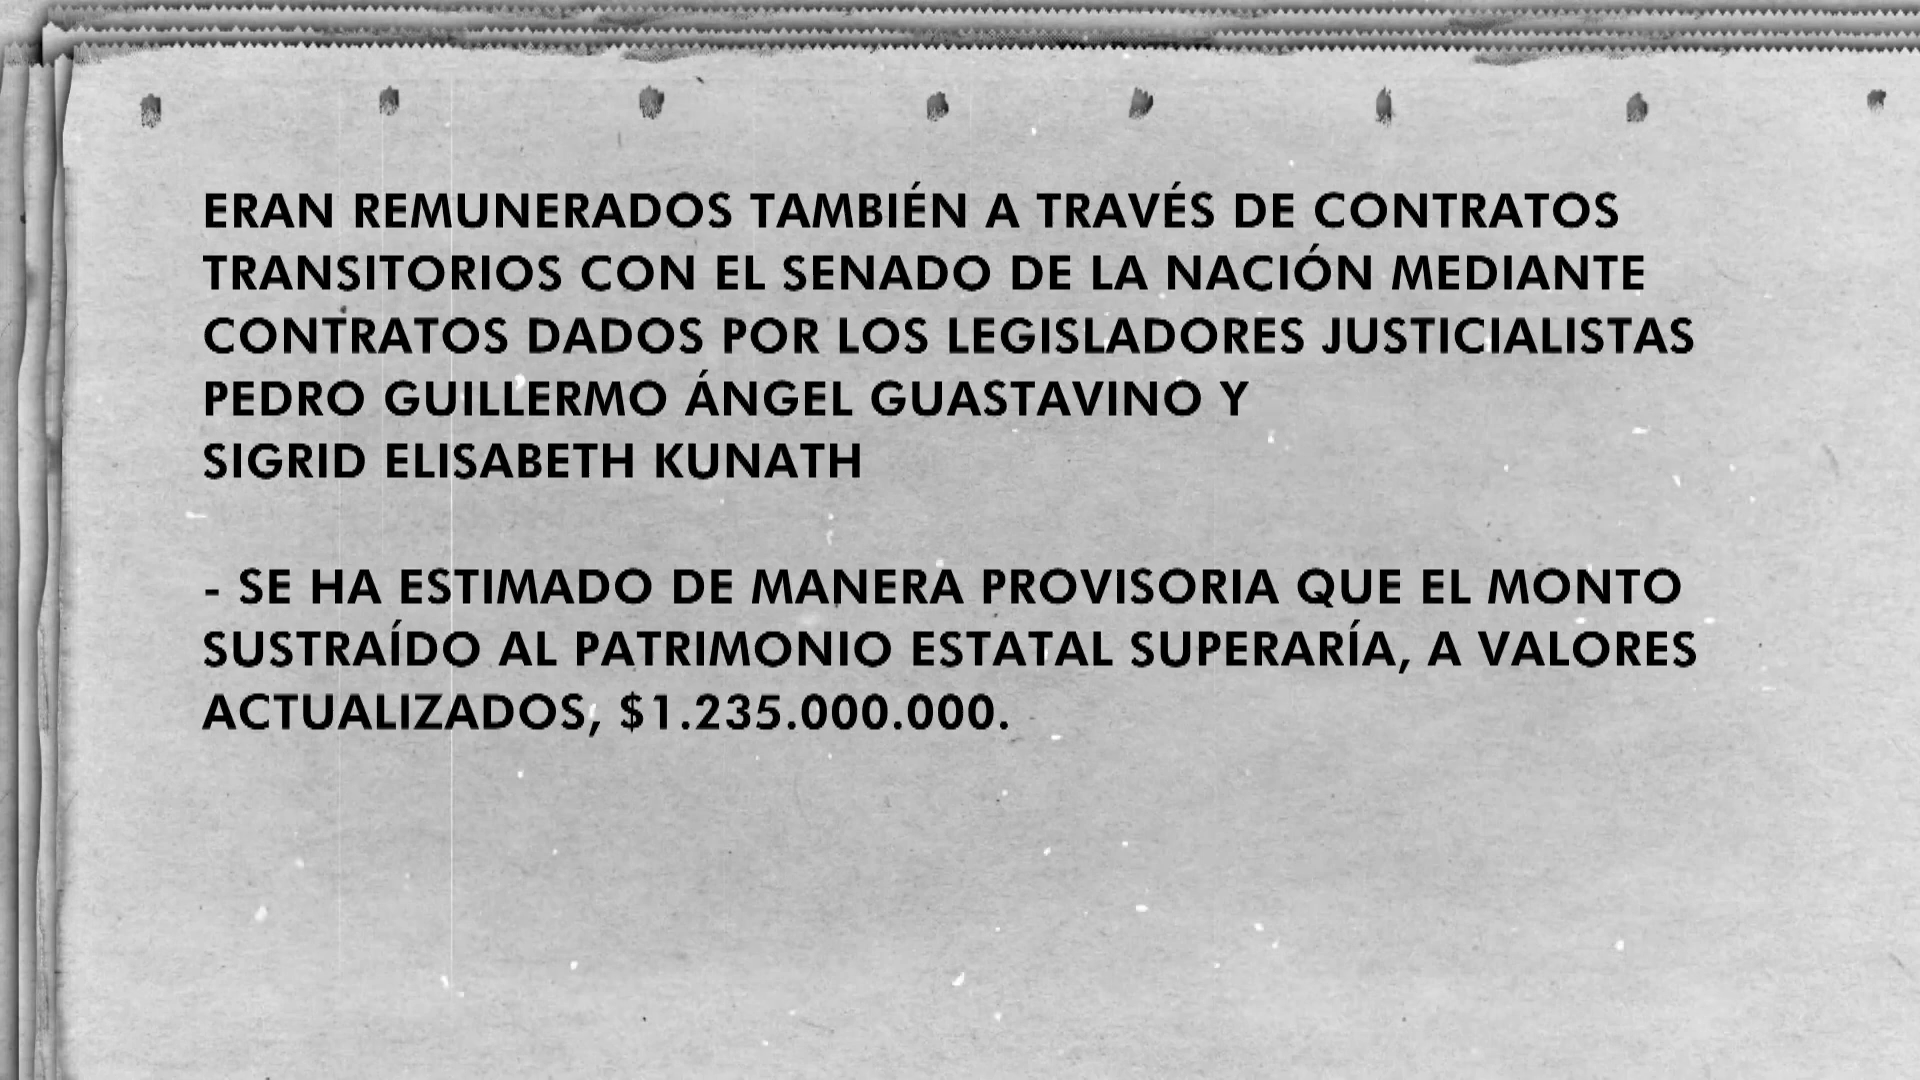 ERAN REMUNERADOS TAMBIÉN A TRAVÉS DE CONTRATOS
TRANSITORIOS CON EL SENADO DE LA NACIÓN MEDIANTE
CONTRATOS DADOS POR LOS LEGISLADORES JUSTICIALISTAS
PEDRO GUILLERMO ÁNGEL GUASTAVINO Y
SIGRID ELISABETH KUNATH
- SE HA ESTIMADO DE MANERA PROVISORIA QUE EL MONTO
SUSTRAÍDO AL PATRIMONIO ESTATAL SUPERARÍA, A VALORES
ACTUALIZADOS, $1.235.000.000.